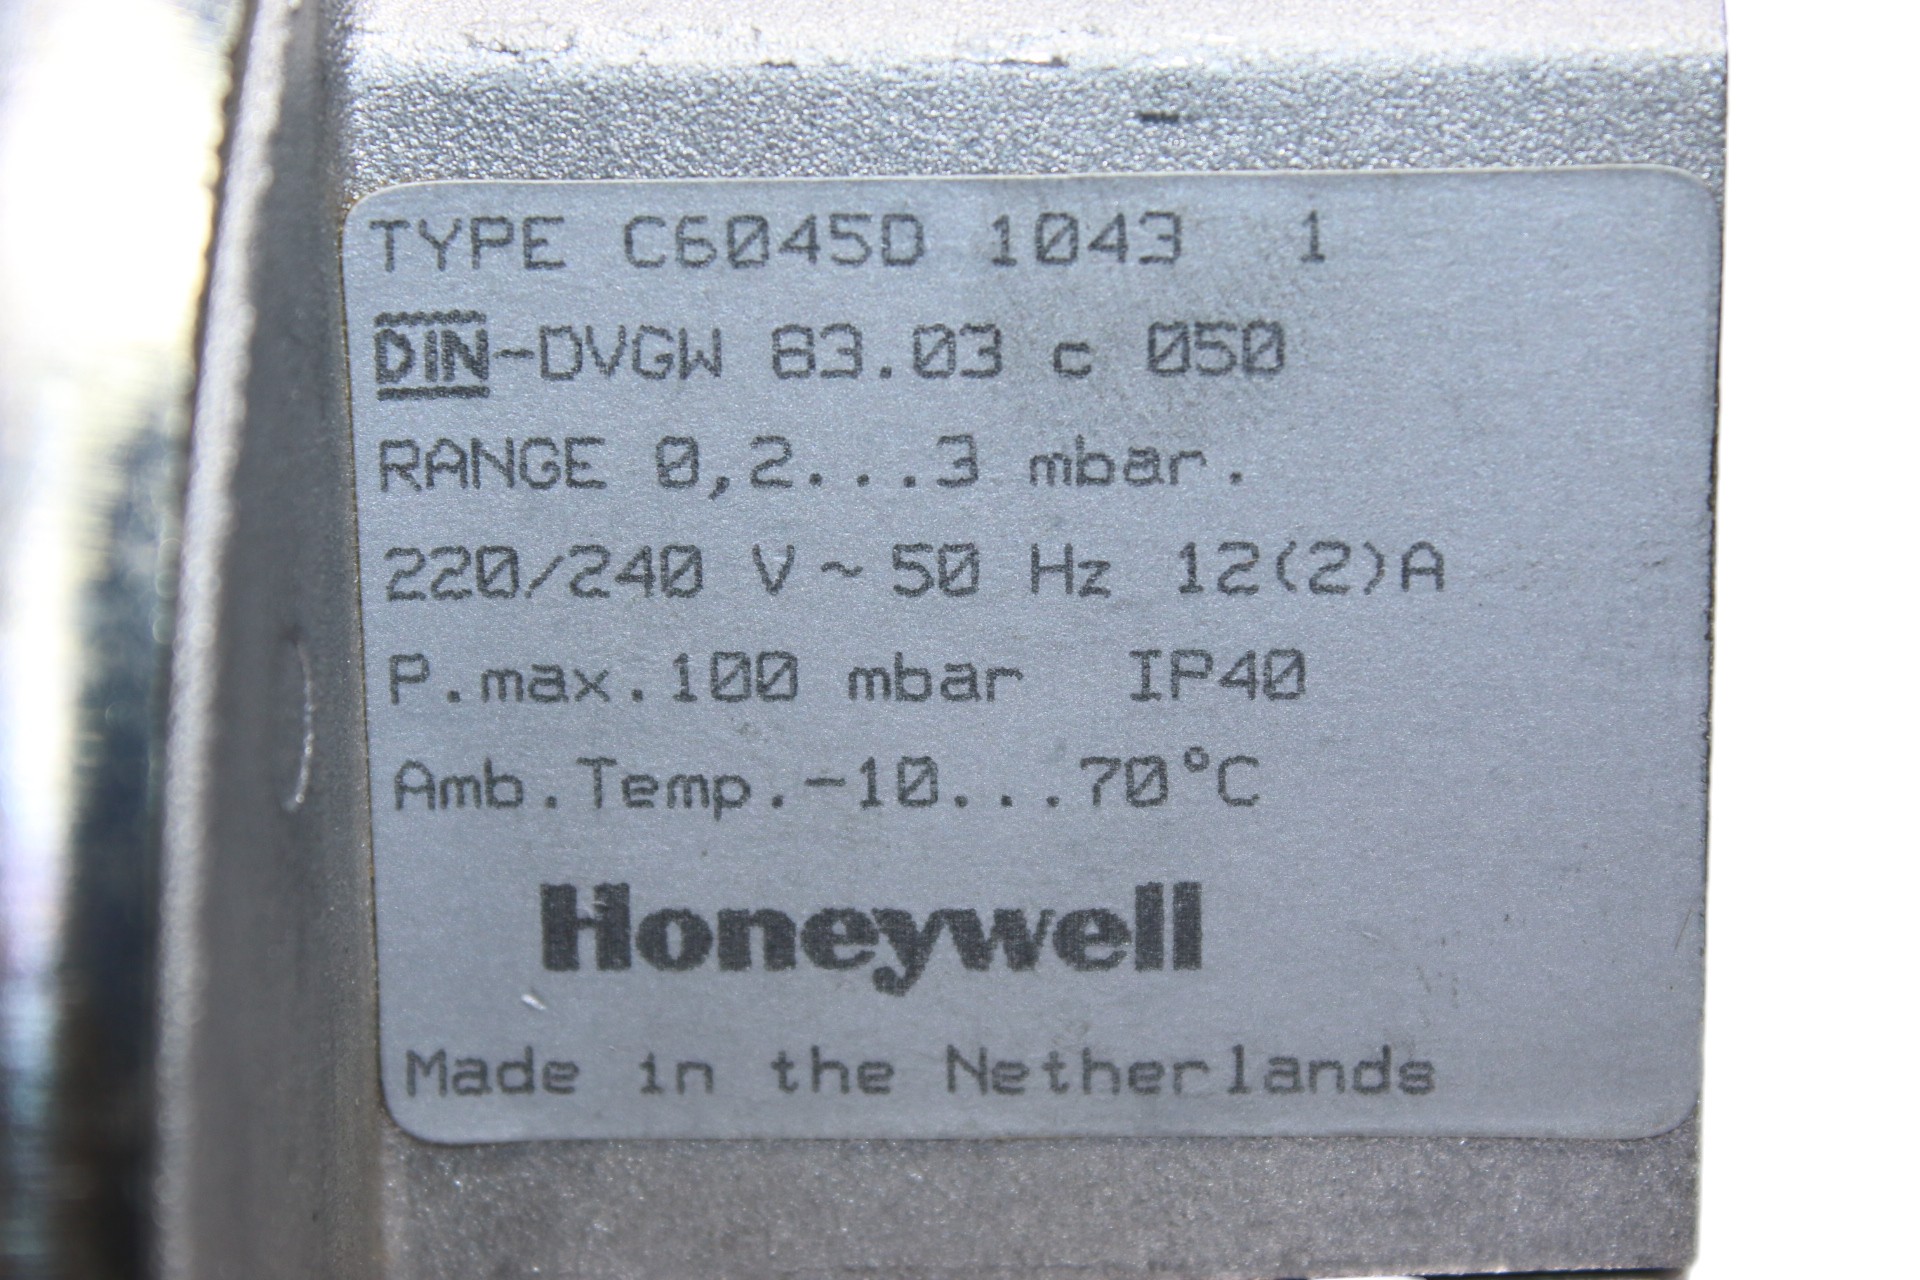 TYPE C6045D 1043 1
DIN-DVGW 83.03 c 050
RANGE 0,2...3 mbar.
220/240 V ~ 50 Hz 12(2)A
P.max.100 mbar IP40
Amb.Temp.-10...70°C
Honeywell
Made in the Netherlands